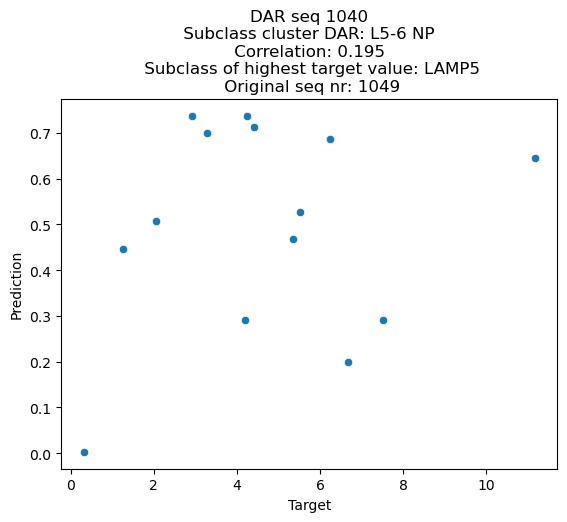 DAR seq 1040
Subclass cluster DAR: L5-6 NP
Correlation: 0.195
Subclass of highest target value: LAMP5
Original seq nr: 1049
0.7
0.6
0.5
0.4
0.3
0.2
0.1
0.0
Prediction
0 2 4 6 8 10
Target